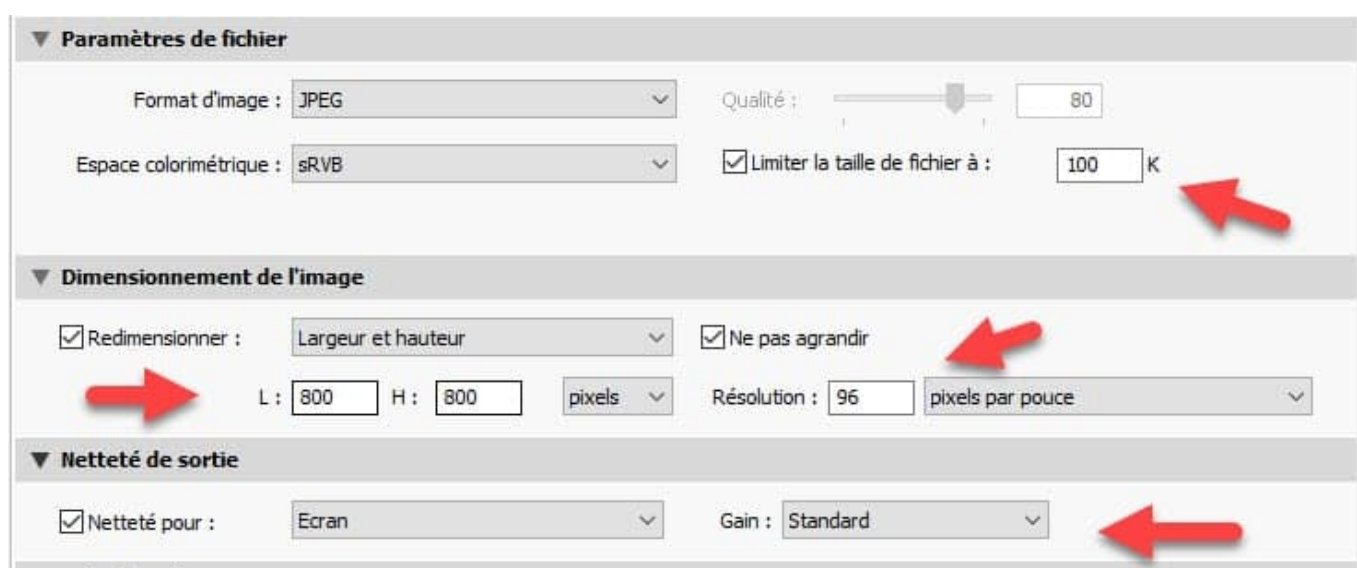 Paramètres de fichier
Format d'image : JPEG Qualité : 80
Espace colorimétrique : sRVB Limiter la taille de fichier à : 100 K
Dimensionnement de l'image
Redimensionner : Largeur et hauteur Ne pas agrandir
L : 800 H : 800 pixels Résolution : 96 pixels par pouce
Netteté de sortie
Netteté pour : Ecran Gain : Standard